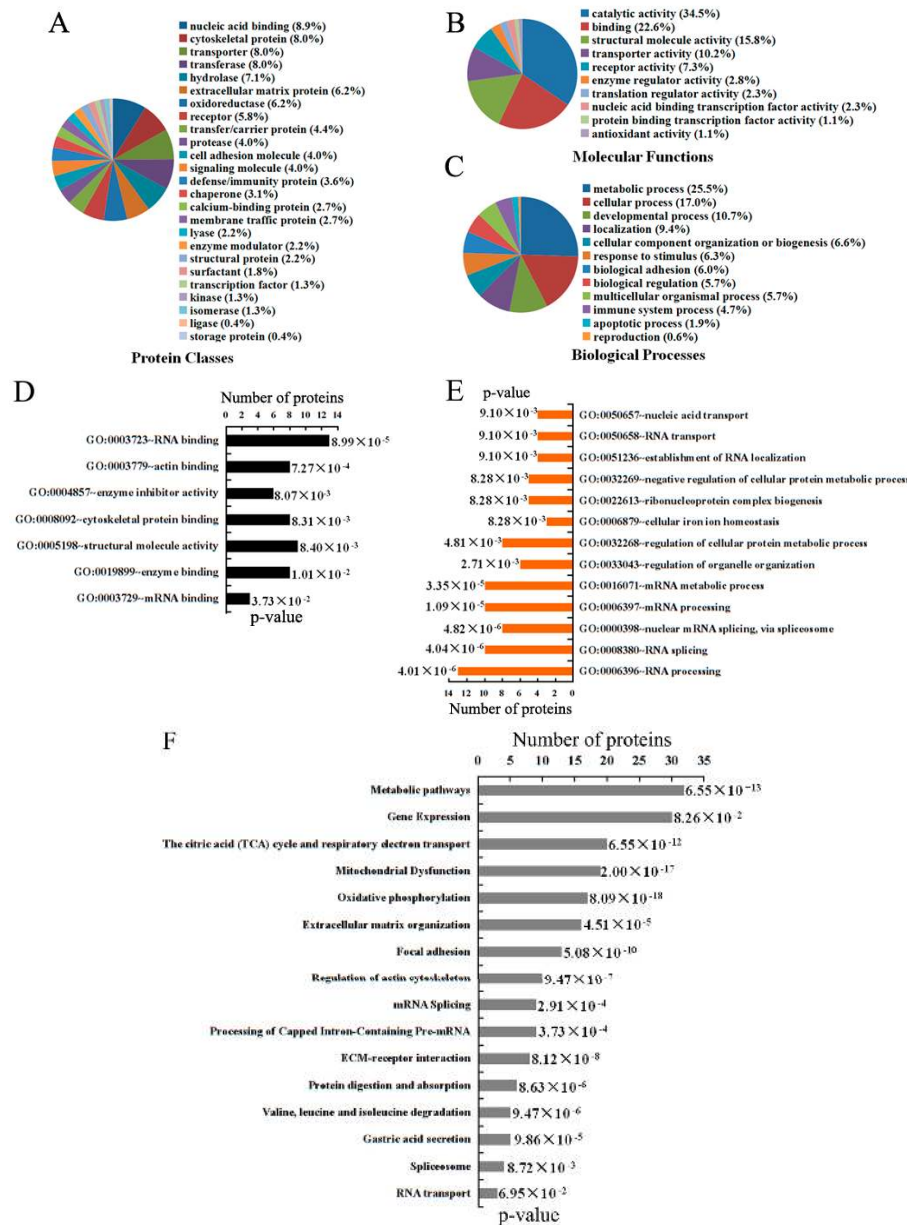 A
nucleic acid binding (8.9%)
cytoskeletal protein (8.0%)
transporter (8.0%)
transferase (8.0%)
hydrolase (7.1%)
extracellular matrix protein (6.2%)
oxidoreductase (6.2%)
receptor (5.8%)
transfer/carrier protein (4.4%)
protease (4.0%)
cell adhesion molecule (4.0%)
signaling molecule (4.0%)
defense/immunity protein (3.6%)
chaperone (3.1%)
calcium-binding protein (2.7%)
membrane traffic protein (2.7%)
lyase (2.2%)
enzyme modulator (2.2%)
structural protein (2.2%)
surfactant (1.8%)
transcription factor (1.3%)
kinase (1.3%)
isomerase (1.3%)
ligase (0.4%)
storage protein (0.4%)
Protein Classes
B
catalytic activity (34.5%)
binding (22.6%)
structural molecule activity (15.8%)
transporter activity (10.2%)
receptor activity (7.3%)
enzyme regulator activity (2.8%)
translation regulator activity (2.3%)
nucleic acid binding transcription factor activity (2.3%)
protein binding transcription factor activity (1.1%)
antioxidant activity (1.1%)
Molecular Functions
C
metabolic process (25.5%)
cellular process (17.0%)
developmental process (10.7%)
localization (9.4%)
cellular component organization or biogenesis (6.6%)
response to stimulus (6.3%)
biological adhesion (6.0%)
biological regulation (5.7%)
multicellular organismal process (5.7%)
immune system process (4.7%)
apoptotic process (1.9%)
reproduction (0.6%)
Biological Processes
D
Number of proteins
0 2 4 6 8 10 12 14
GO:0003723~RNA binding 8.99×10⁻⁵
GO:0003779~actin binding 7.27×10⁻⁴
GO:0004857~enzyme inhibitor activity 8.07×10⁻³
GO:0008092~cytoskeletal protein binding 8.31×10⁻³
GO:0005198~structural molecule activity 8.40×10⁻³
GO:0019899~enzyme binding 1.01×10⁻²
GO:0003729~mRNA binding 3.73×10⁻²
p-value
E
p-value
9.10×10⁻³ GO:0050657~nucleic acid transport
9.10×10⁻³ GO:0050658~RNA transport
9.10×10⁻³ GO:0051236~establishment of RNA localization
8.28×10⁻³ GO:0032269~negative regulation of cellular protein metabolic process
8.28×10⁻³ GO:0022613~ribonucleoprotein complex biogenesis
8.28×10⁻³ GO:0006879~cellular iron ion homeostasis
4.81×10⁻³ GO:0032268~regulation of cellular protein metabolic process
2.71×10⁻³ GO:0033043~regulation of organelle organization
3.35×10⁻⁵ GO:0016071~mRNA metabolic process
1.09×10⁻⁵ GO:0006397~mRNA processing
4.82×10⁻⁶ GO:0000398~nuclear mRNA splicing, via spliceosome
4.04×10⁻⁶ GO:0008380~RNA splicing
4.01×10⁻⁶ GO:0006396~RNA processing
14 12 10 8 6 4 2 0
Number of proteins
F
Number of proteins
0 5 10 15 20 25 30 35
Metabolic pathways 6.55×10⁻¹³
Gene Expression 8.26×10⁻²
The citric acid (TCA) cycle and respiratory electron transport 6.55×10⁻¹²
Mitochondrial Dysfunction 2.00×10⁻¹⁷
Oxidative phosphorylation 8.09×10⁻¹⁸
Extracellular matrix organization 4.51×10⁻⁵
Focal adhesion 5.08×10⁻¹⁰
Regulation of actin cytoskeleton 9.47×10⁻⁷
mRNA Splicing 2.91×10⁻⁴
Processing of Capped Intron-Containing Pre-mRNA 3.73×10⁻⁴
ECM-receptor interaction 8.12×10⁻⁸
Protein digestion and absorption 8.63×10⁻⁶
Valine, leucine and isoleucine degradation 9.47×10⁻⁶
Gastric acid secretion 9.86×10⁻⁵
Spliceosome 8.72×10⁻³
RNA transport 6.95×10⁻²
p-value